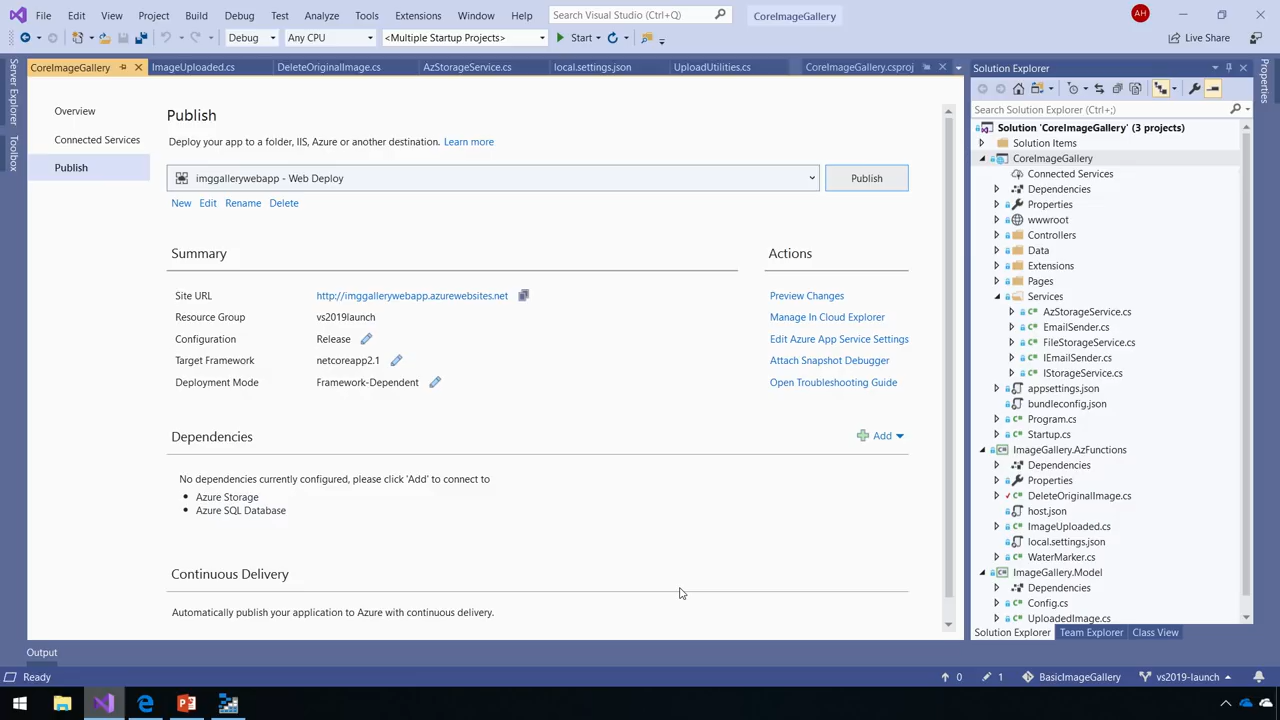 File Edit View Project Build Debug Team Test Analyze Tools Extensions Window Help Search Visual Studio (Ctrl+Q) CoreImageGallery AH
Debug Any CPU <Multiple Startup Projects> Start Live Share
CoreImageGallery ImageUploaded.cs DeleteOriginalImage.cs AzStorageService.cs local.settings.json UploadUtilities.cs CoreImageGallery.csproj
Server Explorer
Toolbox
Overview
Connected Services
Publish
Publish
Deploy your app to a folder, IIS, Azure or another destination. Learn more
imggallerywebapp - Web Deploy Publish
New Edit Rename Delete
Summary
Site URL http://imggallerywebapp.azurewebsites.net
Resource Group vs2019launch
Configuration Release
Target Framework netcoreapp2.1
Deployment Mode Framework-Dependent
Actions
Preview Changes
Manage In Cloud Explorer
Edit Azure App Service Settings
Attach Snapshot Debugger
Open Troubleshooting Guide
Dependencies Add
No dependencies currently configured, please click 'Add' to connect to
Azure Storage
Azure SQL Database
Continuous Delivery
Automatically publish your application to Azure with continuous delivery.
Solution Explorer
Search Solution Explorer (Ctrl+;)
Solution 'CoreImageGallery' (3 projects)
Solution Items
CoreImageGallery
Connected Services
Dependencies
Properties
wwwroot
Controllers
Data
Extensions
Pages
Services
AzStorageService.cs
EmailSender.cs
FileStorageService.cs
IEmailSender.cs
IStorageService.cs
appsettings.json
bundleconfig.json
Program.cs
Startup.cs
ImageGallery.AzFunctions
Dependencies
Properties
DeleteOriginalImage.cs
host.json
ImageUploaded.cs
local.settings.json
WaterMarker.cs
ImageGallery.Model
Dependencies
Config.cs
UploadedImage.cs
Solution Explorer Team Explorer Class View
Properties
Output
Ready 0 1 BasicImageGallery vs2019-launch